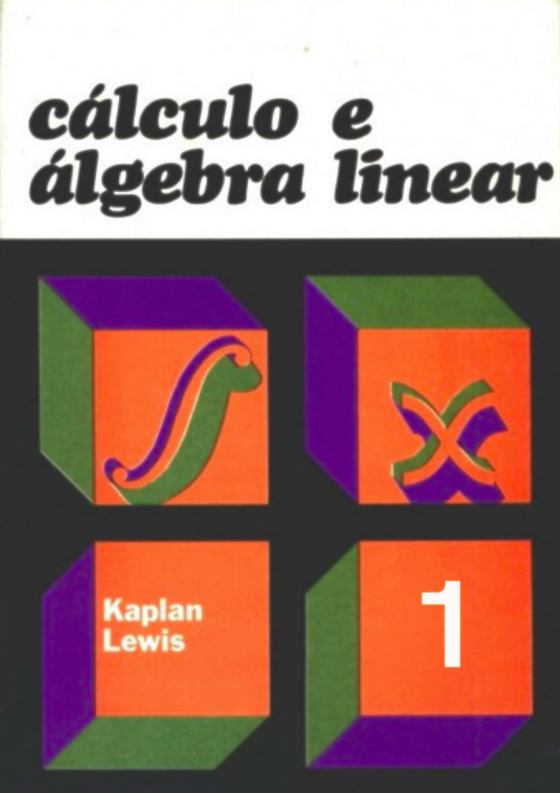 cálculo e
álgebra linear
∫
x
Kaplan
Lewis
1